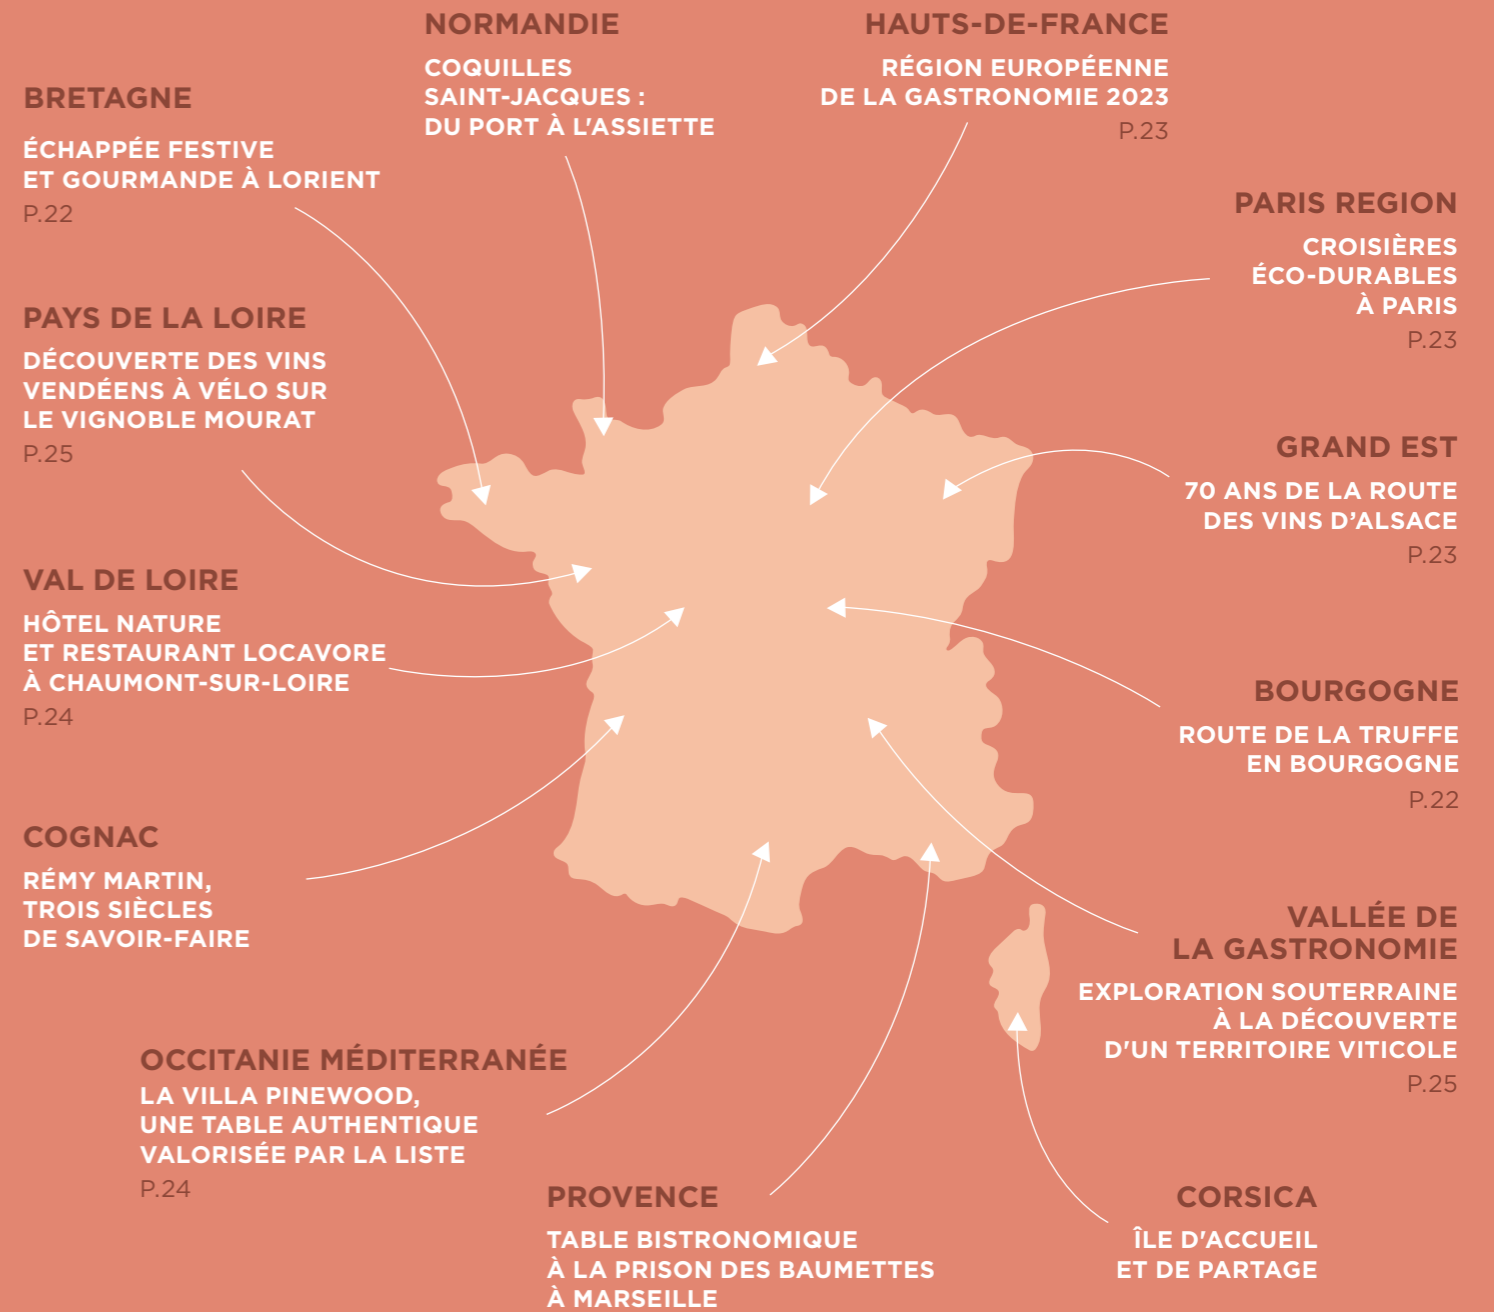 NORMANDIE
COQUILLES
SAINT-JACQUES :
DU PORT À L'ASSIETTE
HAUTS-DE-FRANCE
RÉGION EUROPÉENNE
DE LA GASTRONOMIE 2023
P.23
BRETAGNE
ÉCHAPPÉE FESTIVE
ET GOURMANDE À LORIENT
P.22
PARIS REGION
CROISIÈRES
ÉCO-DURABLES
À PARIS
P.23
PAYS DE LA LOIRE
DÉCOUVERTE DES VINS
VENDÉENS À VÉLO SUR
LE VIGNOBLE MOURAT
P.25
GRAND EST
70 ANS DE LA ROUTE
DES VINS D’ALSACE
P.23
VAL DE LOIRE
HÔTEL NATURE
ET RESTAURANT LOCAVORE
À CHAUMONT-SUR-LOIRE
P.24
BOURGOGNE
ROUTE DE LA TRUFFE
EN BOURGOGNE
P.22
COGNAC
RÉMY MARTIN,
TROIS SIÈCLES
DE SAVOIR-FAIRE
VALLÉE DE
LA GASTRONOMIE
EXPLORATION SOUTERRAINE
À LA DÉCOUVERTE
D'UN TERRITOIRE VITICOLE
P.25
OCCITANIE MÉDITERRANÉE
LA VILLA PINEWOOD,
UNE TABLE AUTHENTIQUE
VALORISÉE PAR LA LISTE
P.24
PROVENCE
TABLE BISTRONOMIQUE
À LA PRISON DES BAUMETTES
À MARSEILLE
CORSICA
ÎLE D'ACCUEIL
ET DE PARTAGE